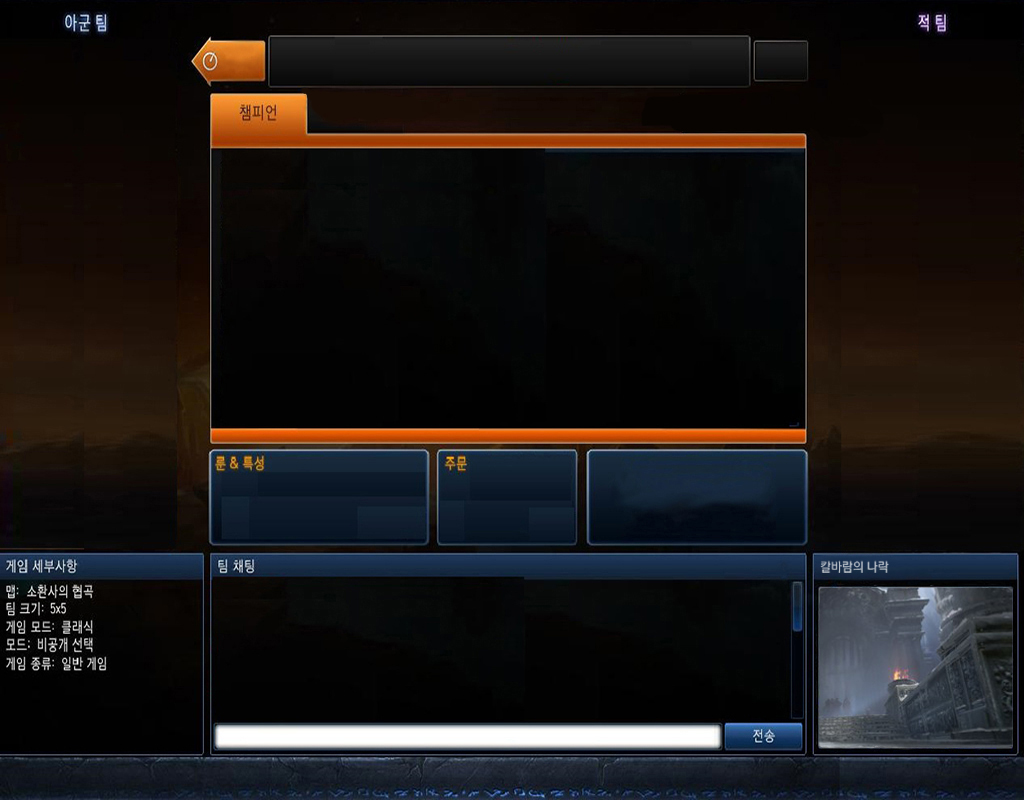 아군 팀
적 팀
챔피언
룬 & 특성
주문
게임 세부사항
맵: 소환사의 협곡
팀 크기: 5x5
게임 모드: 클래식
모드: 비공개 선택
게임 종류: 일반 게임
팀 채팅
전송
칼바람의 나락